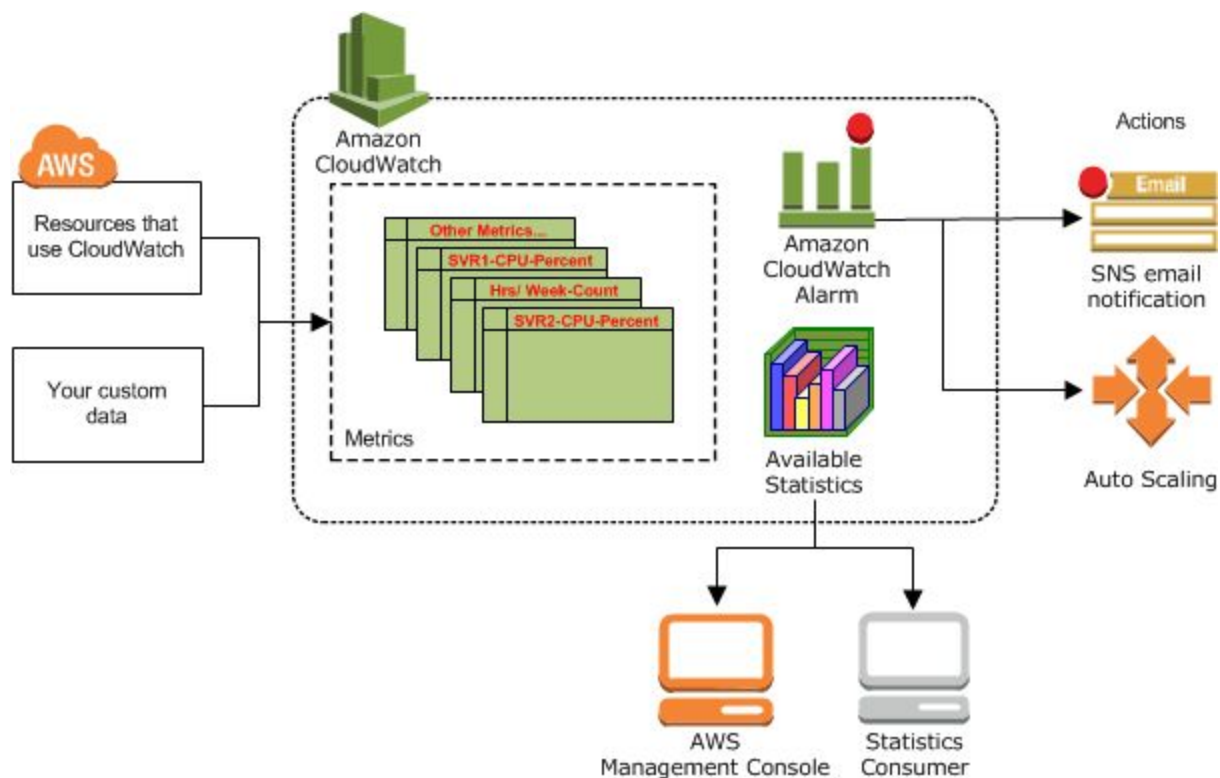 Amazon
CloudWatch
AWS
Resources that
use CloudWatch
Your custom
data
Other Metrics...
SVR1-CPU-Percent
Hrs/ Week-Count
SVR2-CPU-Percent
Metrics
Amazon
CloudWatch
Alarm
Available
Statistics
Actions
Email
SNS email
notification
Auto Scaling
AWS
Management Console
Statistics
Consumer